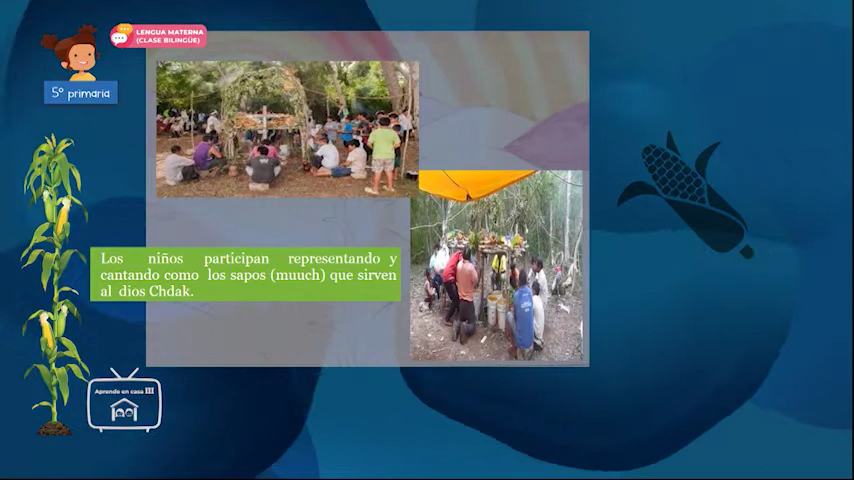 LENGUA MATERNA
(CLASE BILINGÜE)
5° primaria
Los niños participan representando y
cantando como los sapos (muuch) que sirven
al dios Chdak.
Aprende en casa III